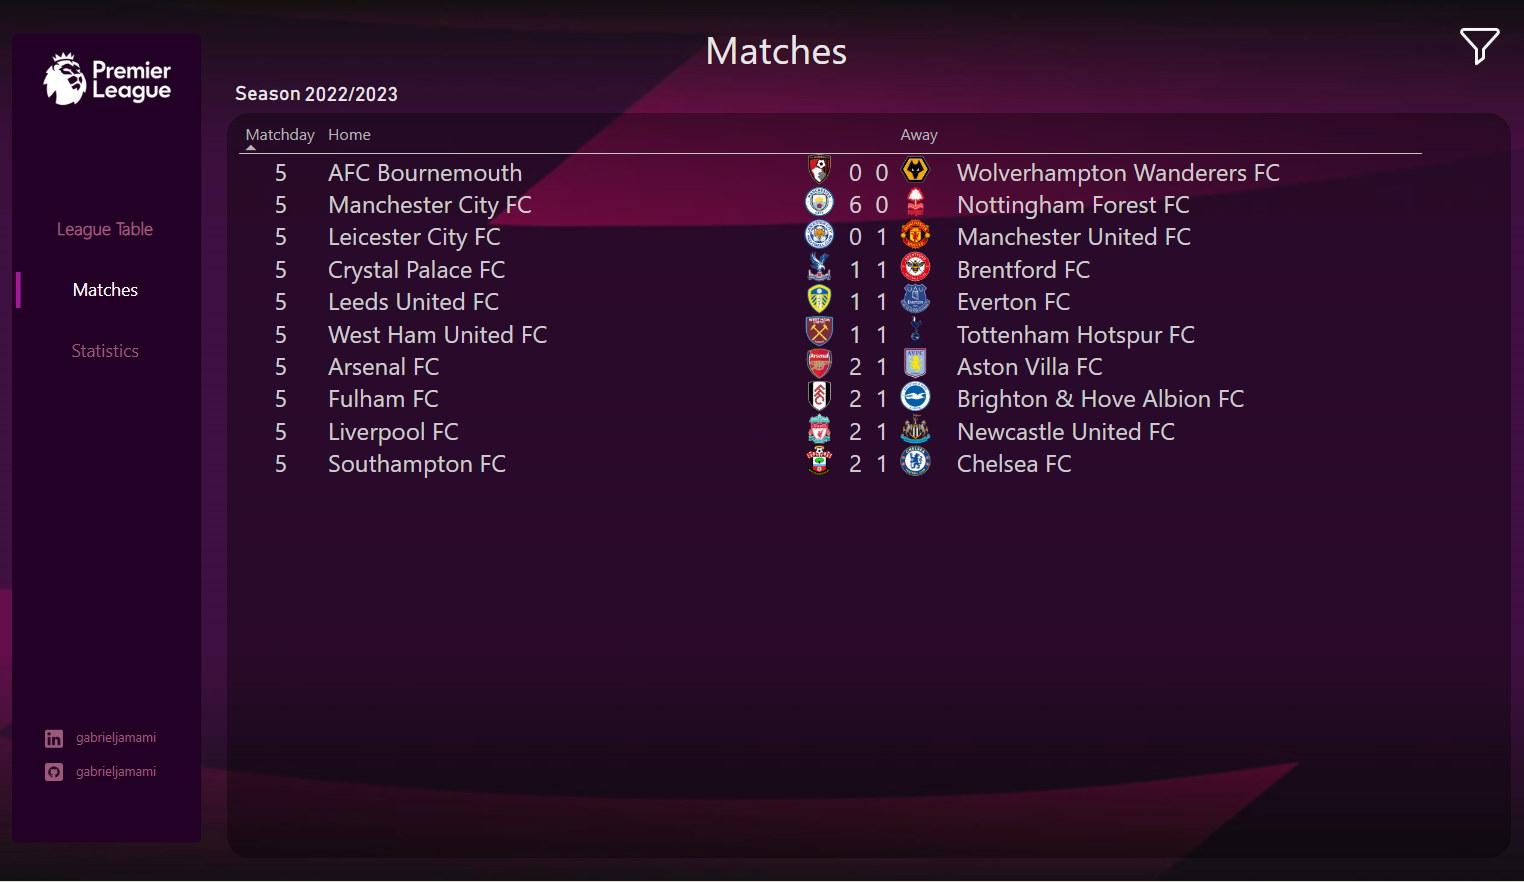 Matches
Premier
League
Season 2022/2023
Matchday Home Away
5 AFC Bournemouth 0 0 Wolverhampton Wanderers FC
5 Manchester City FC 6 0 Nottingham Forest FC
5 Leicester City FC 0 1 Manchester United FC
5 Crystal Palace FC 1 1 Brentford FC
5 Leeds United FC 1 1 Everton FC
5 West Ham United FC 1 1 Tottenham Hotspur FC
5 Arsenal FC 2 1 Aston Villa FC
5 Fulham FC 2 1 Brighton & Hove Albion FC
5 Liverpool FC 2 1 Newcastle United FC
5 Southampton FC 2 1 Chelsea FC
League Table
Matches
Statistics
gabrieljamami
gabrieljamami